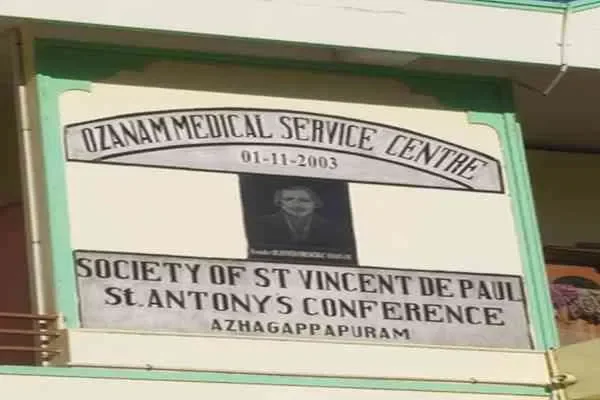 OZANAM MEDICAL SERVICE CENTRE
01-11-2003
SOCIETY OF ST VINCENT DE PAUL
St. ANTONY'S CONFERENCE
AZHAGAPPAPURAM